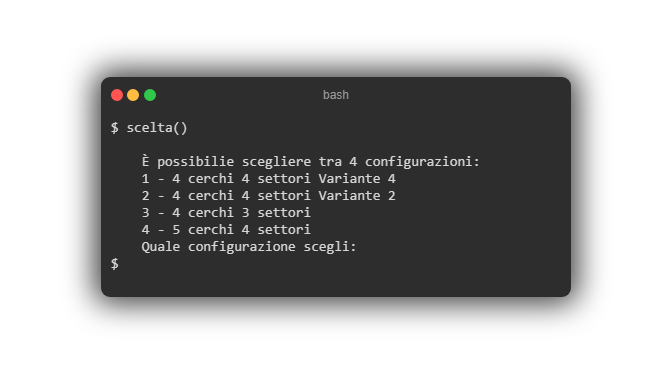 bash
$ scelta()
È possibilie scegliere tra 4 configurazioni:
1 - 4 cerchi 4 settori Variante 4
2 - 4 cerchi 4 settori Variante 2
3 - 4 cerchi 3 settori
4 - 5 cerchi 4 settori
Quale configurazione scegli:
$